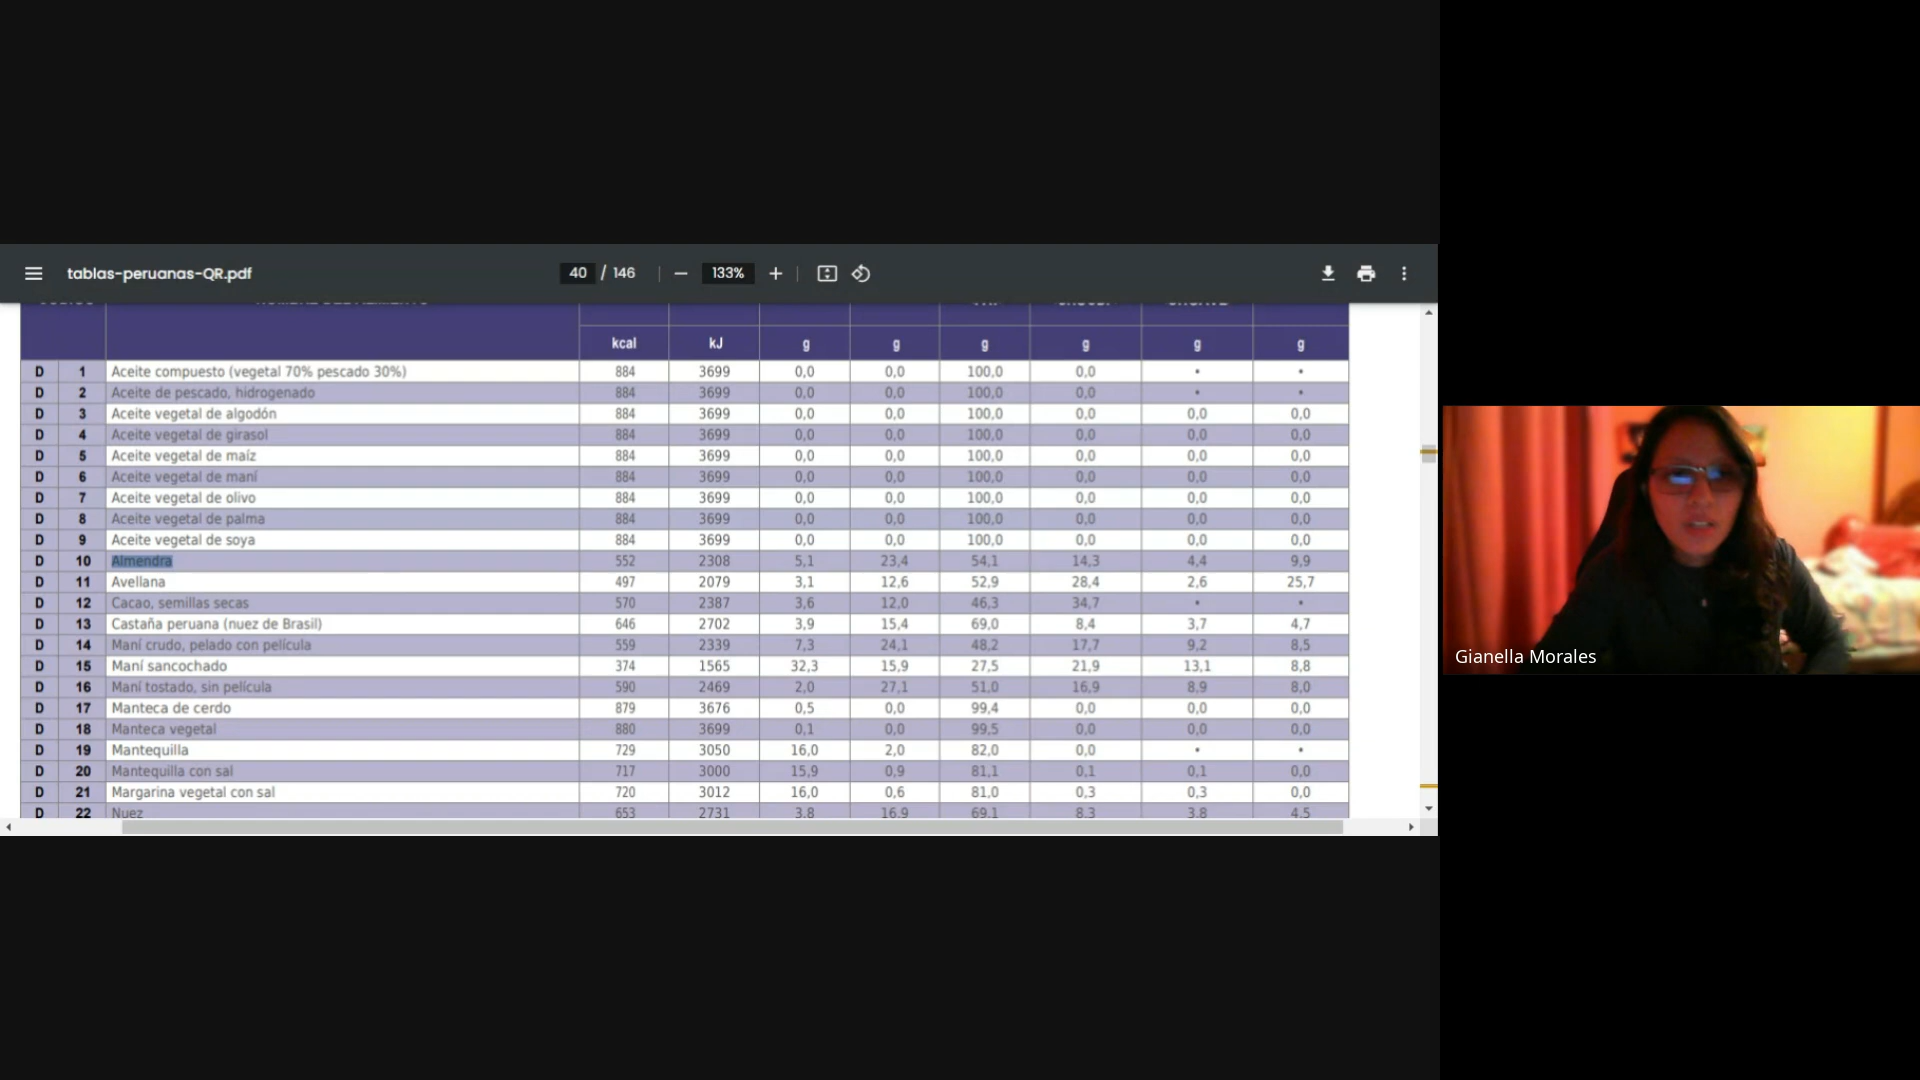 tablas-peruanas-QR.pdf 40 / 146 133%
kcal kJ g g g g g g
D 1 Aceite compuesto (vegetal 70% pescado 30%) 884 3699 0,0 0,0 100,0 0,0 • •
D 2 Aceite de pescado, hidrogenado 884 3699 0,0 0,0 100,0 0,0 • •
D 3 Aceite vegetal de algodón 884 3699 0,0 0,0 100,0 0,0 0,0 0,0
D 4 Aceite vegetal de girasol 884 3699 0,0 0,0 100,0 0,0 0,0 0,0
D 5 Aceite vegetal de maíz 884 3699 0,0 0,0 100,0 0,0 0,0 0,0
D 6 Aceite vegetal de maní 884 3699 0,0 0,0 100,0 0,0 0,0 0,0
D 7 Aceite vegetal de olivo 884 3699 0,0 0,0 100,0 0,0 0,0 0,0
D 8 Aceite vegetal de palma 884 3699 0,0 0,0 100,0 0,0 0,0 0,0
D 9 Aceite vegetal de soya 884 3699 0,0 0,0 100,0 0,0 0,0 0,0
D 10 Almendra 552 2308 5,1 23,4 54,1 14,3 4,4 9,9
D 11 Avellana 497 2079 3,1 12,6 52,9 28,4 2,6 25,7
D 12 Cacao, semillas secas 570 2387 3,6 12,0 46,3 34,7 • •
D 13 Castaña peruana (nuez de Brasil) 646 2702 3,9 15,4 69,0 8,4 3,7 4,7
D 14 Maní crudo, pelado con película 559 2339 7,3 24,1 48,2 17,7 9,2 8,5
D 15 Maní sancochado 374 1565 32,3 15,9 27,5 21,9 13,1 8,8
D 16 Maní tostado, sin película 590 2469 2,0 27,1 51,0 16,9 8,9 8,0
D 17 Manteca de cerdo 879 3676 0,5 0,0 99,4 0,0 0,0 0,0
D 18 Manteca vegetal 880 3699 0,1 0,0 99,5 0,0 0,0 0,0
D 19 Mantequilla 729 3050 16,0 2,0 82,0 0,0 • •
D 20 Mantequilla con sal 717 3000 15,9 0,9 81,1 0,1 0,1 0,0
D 21 Margarina vegetal con sal 720 3012 16,0 0,6 81,0 0,3 0,3 0,0
D 22 Nuez 653 2731 3,8 16,9 69,1 8,3 3,8 4,5
Gianella Morales